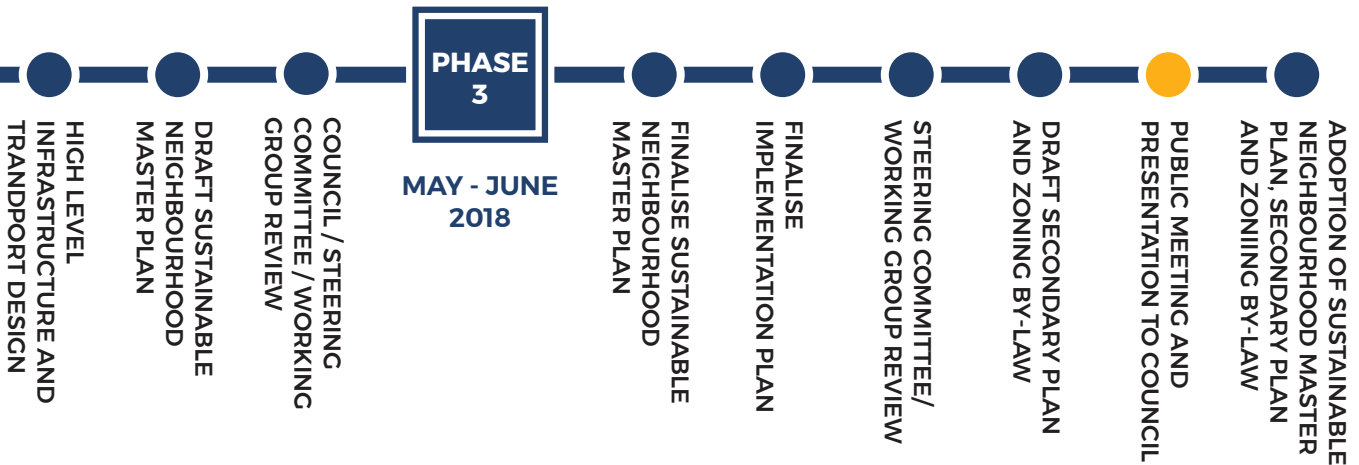 HIGH LEVEL
INFRASTRUCTURE AND
TRANDPORT DESIGN
DRAFT SUSTAINABLE
NEIGHBOURHOOD
MASTER PLAN
COUNCIL / STEERING
COMMITTEE / WORKING
GROUP REVIEW
PHASE
3
MAY - JUNE
2018
FINALISE SUSTAINABLE
NEIGHBOURHOOD
MASTER PLAN
FINALISE
IMPLEMENTATION PLAN
STEERING COMMITTEE/
WORKING GROUP REVIEW
DRAFT SECONDARY PLAN
AND ZONING BY-LAW
PUBLIC MEETING AND
PRESENTATION TO COUNCIL
ADOPTION OF SUSTAINABLE
NEIGHBOURHOOD MASTER
PLAN, SECONDARY PLAN
AND ZONIING BY-LAW